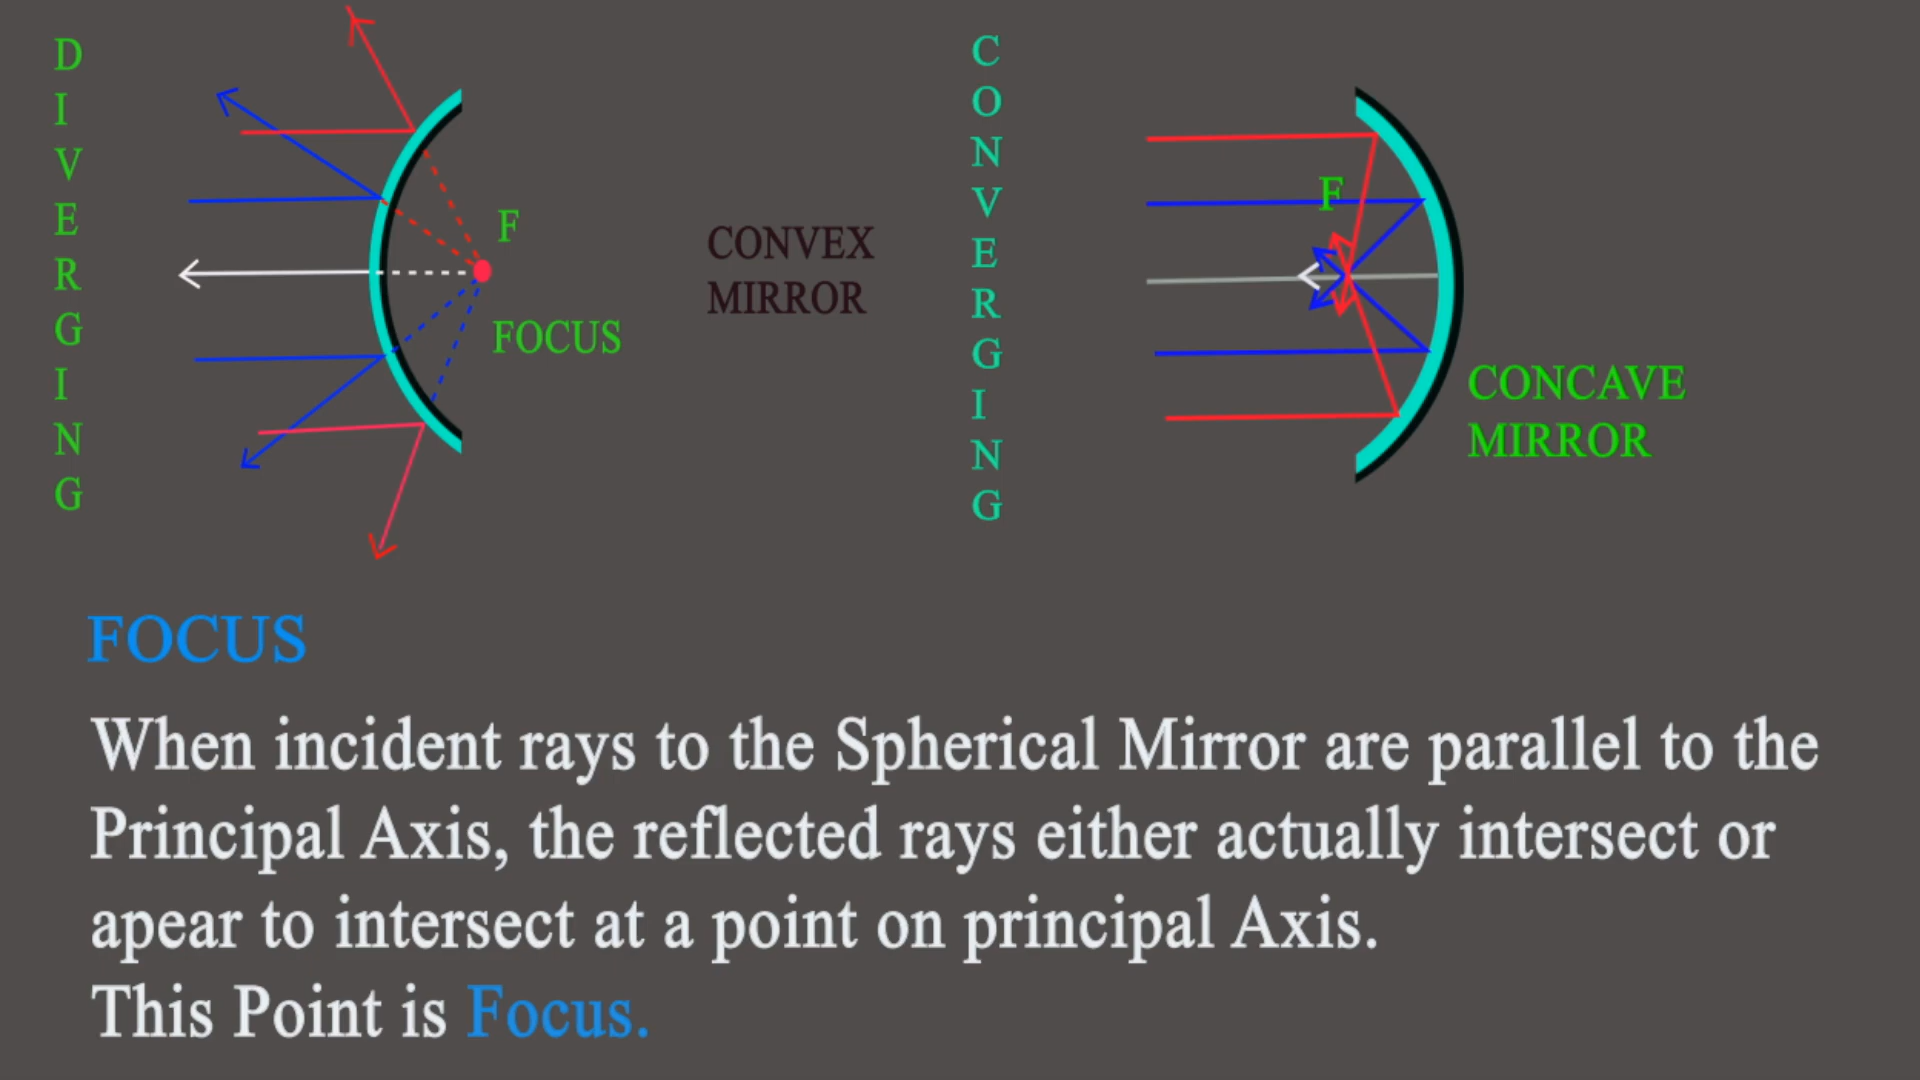 DIVERGING
F
FOCUS
CONVEX
MIRROR
CONVERGING
F
CONCAVE
MIRROR
FOCUS
When incident rays to the Spherical Mirror are parallel to the
Principal Axis, the reflected rays either actually intersect or
apear to intersect at a point on principal Axis.
This Point is Focus.